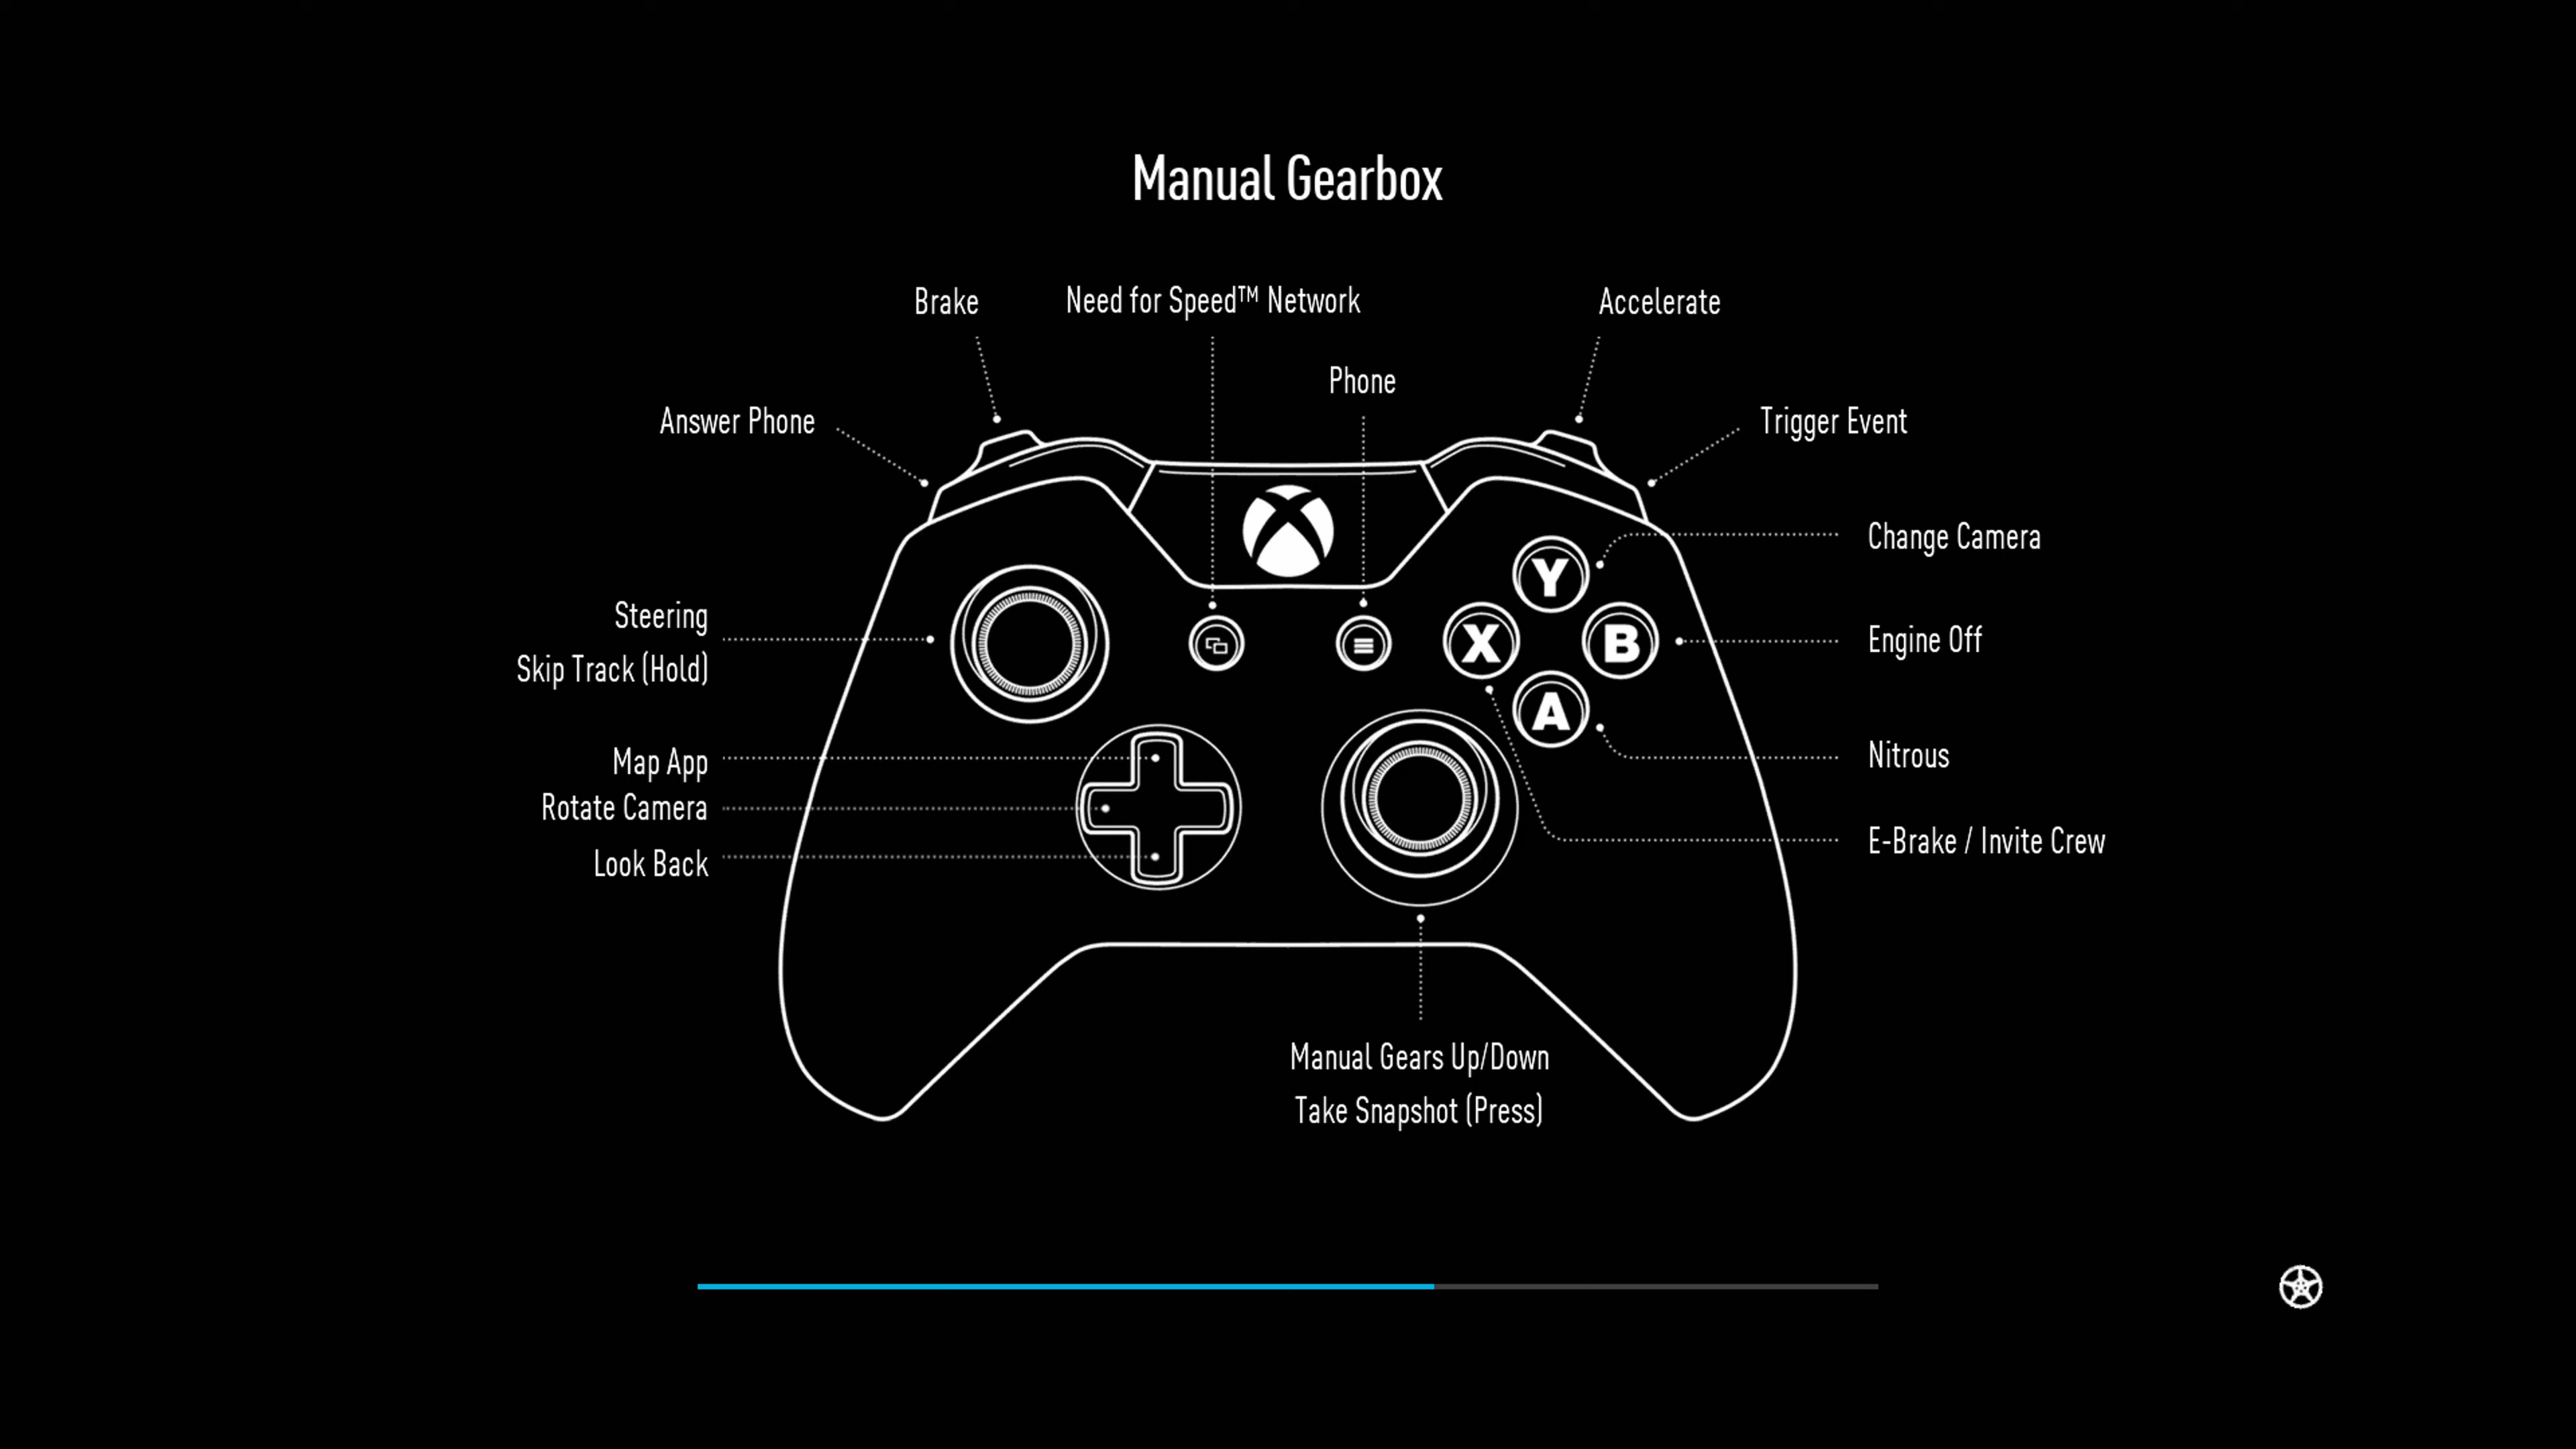 Manual Gearbox
Brake
Need for Speed™ Network
Accelerate
Phone
Answer Phone
Trigger Event
Change Camera
Y
Steering
Skip Track (Hold)
X
B
Engine Off
A
Map App
Rotate Camera
Look Back
Nitrous
E-Brake / Invite Crew
Manual Gears Up/Down
Take Snapshot (Press)